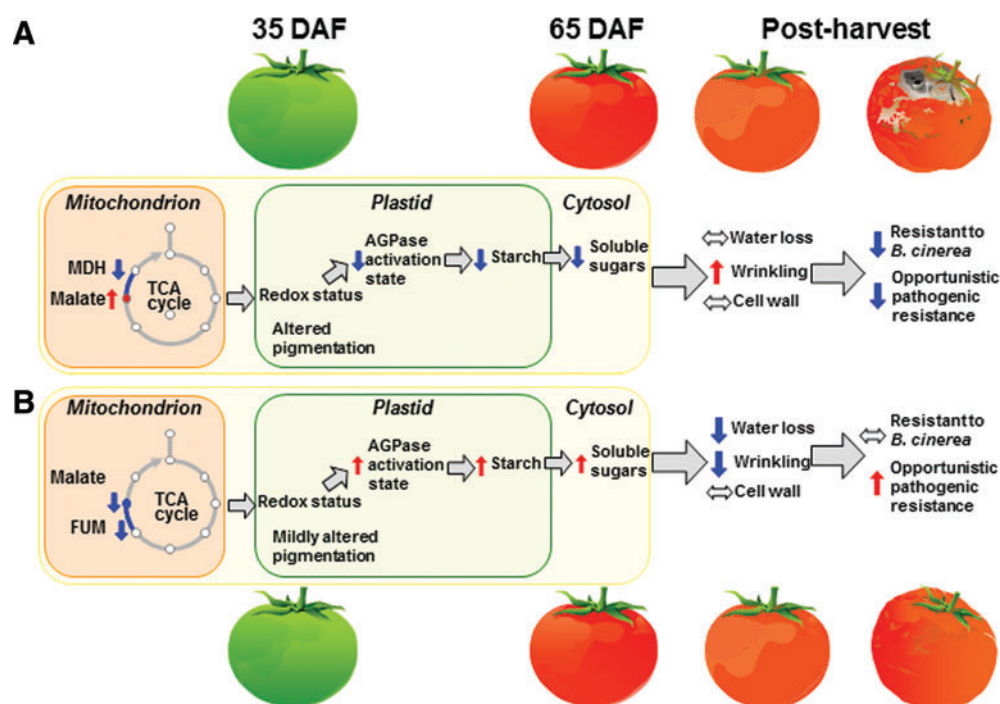 A
35 DAF
65 DAF
Post-harvest
Mitochondrion
Plastid
Cytosol
MDH
Malate
TCA
cycle
Redox status
Altered
pigmentation
AGPase
activation
state
Starch
Soluble
sugars
Water loss
Wrinkling
Cell wall
Resistant to
B. cinerea
Opportunistic
pathogenic
resistance
B
Mitochondrion
Plastid
Cytosol
Malate
FUM
TCA
cycle
Redox status
Mildly altered
pigmentation
AGPase
activation
state
Starch
Soluble
sugars
Water loss
Wrinkling
Cell wall
Resistant to
B. cinerea
Opportunistic
pathogenic
resistance